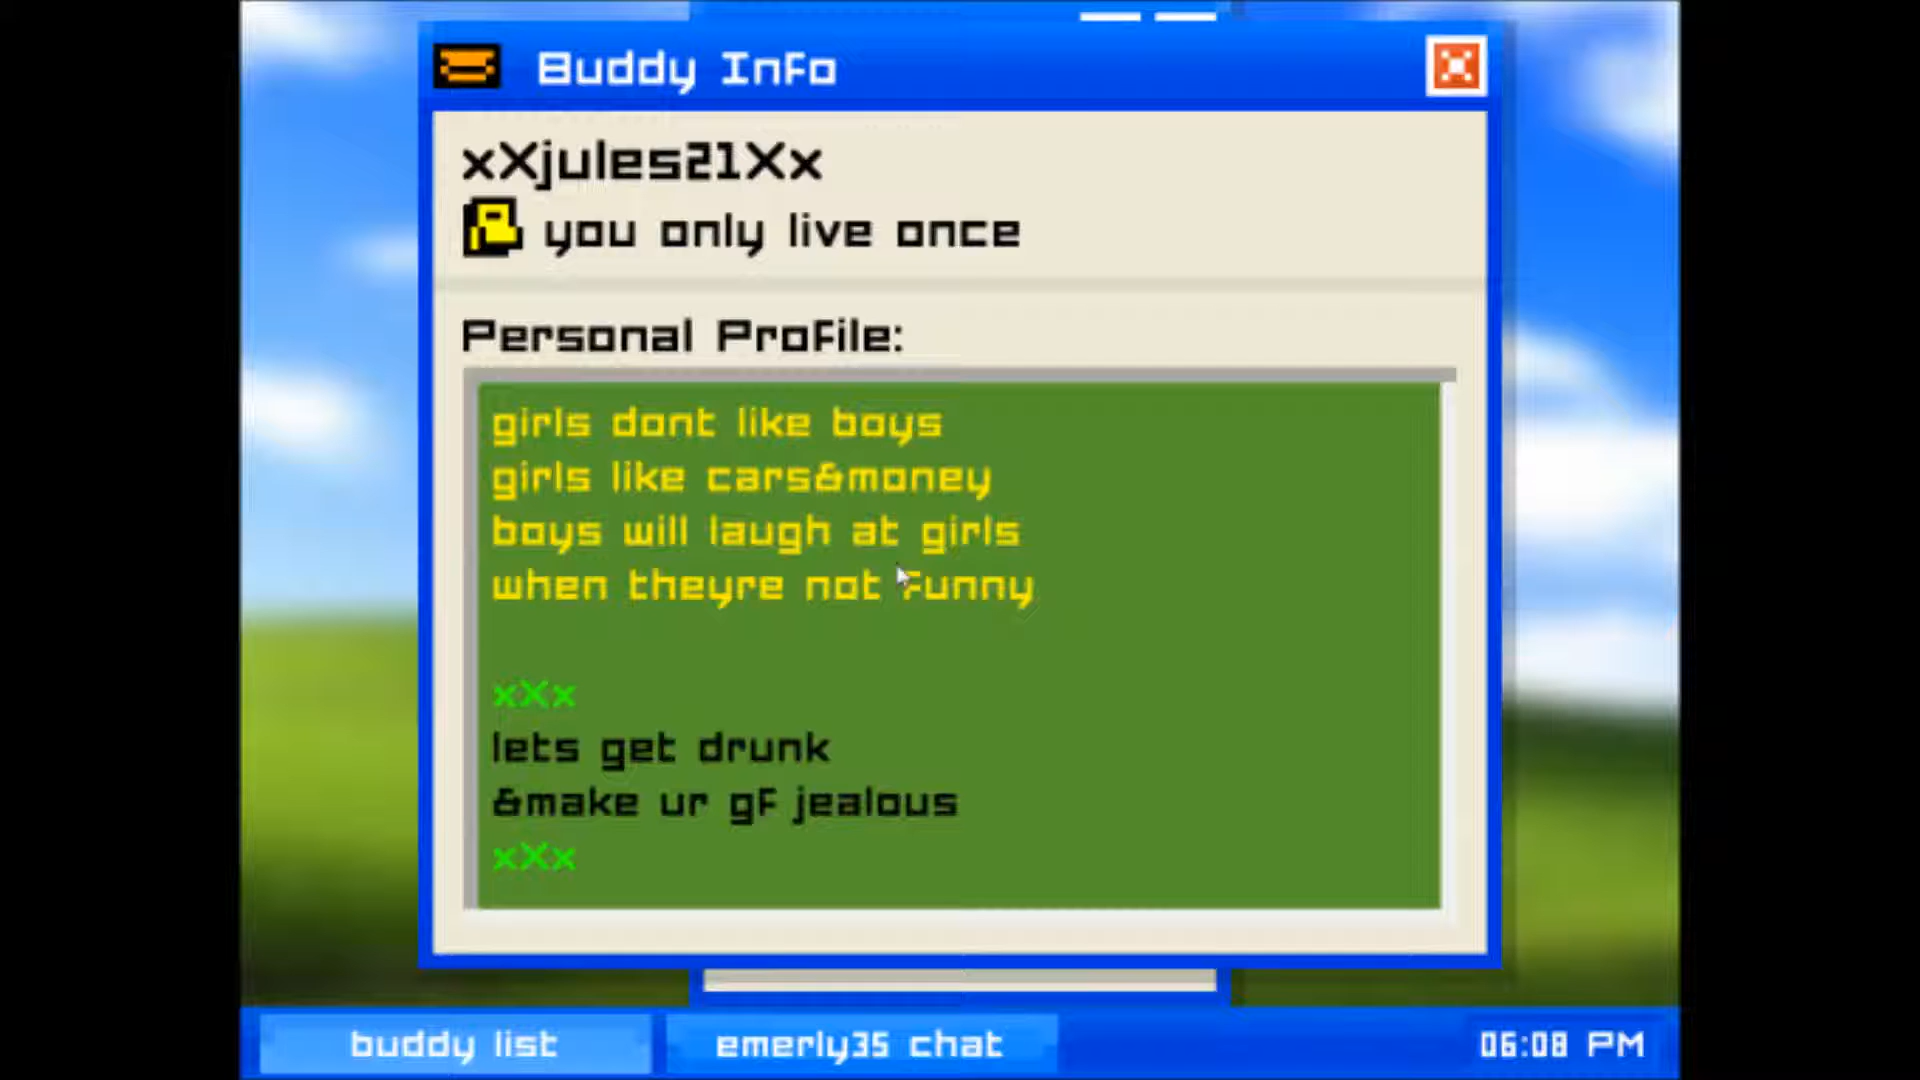 Buddy Info
xXjules21Xx
you only live once
Personal Profile:
girls dont like boys
girls like cars&money
boys will laugh at girls
when theyre not funny
xXx
lets get drunk
&make ur gf jealous
xXx
buddy list
emerly35 chat
06:08 PM